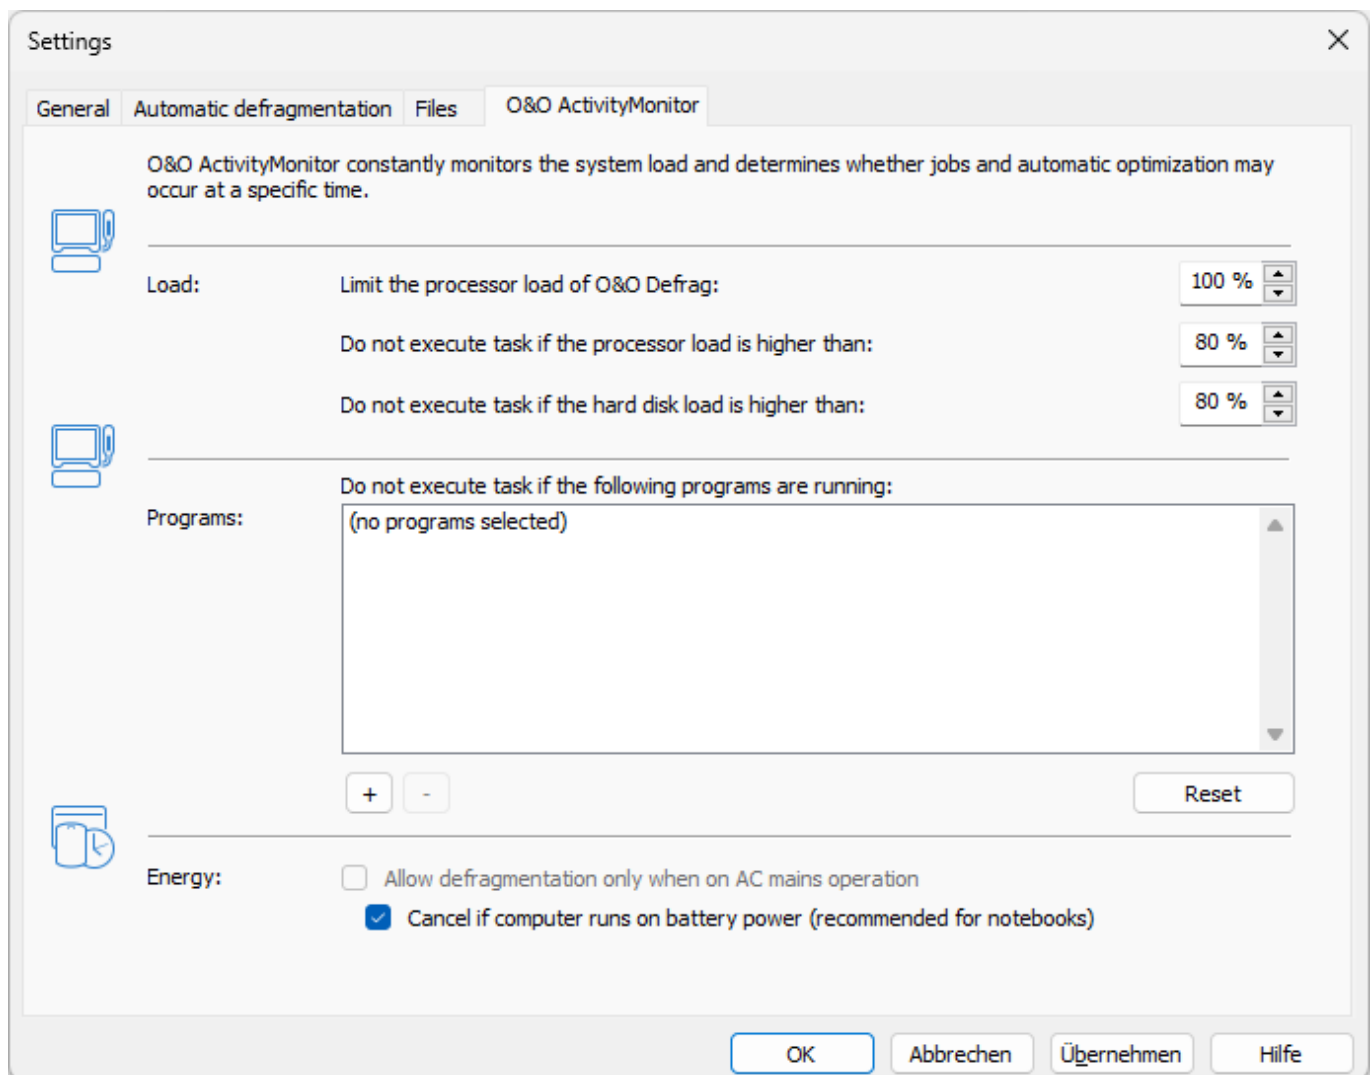 Settings
General
Automatic defragmentation
Files
O&O ActivityMonitor
O&O ActivityMonitor constantly monitors the system load and determines whether jobs and automatic optimization may
occur at a specific time.
Load:
Limit the processor load of O&O Defrag:
100 %
Do not execute task if the processor load is higher than:
80 %
Do not execute task if the hard disk load is higher than:
80 %
Do not execute task if the following programs are running:
Programs:
(no programs selected)
+
-
Reset
Energy:
Allow defragmentation only when on AC mains operation
Cancel if computer runs on battery power (recommended for notebooks)
OK
Abbrechen
Übernehmen
Hilfe